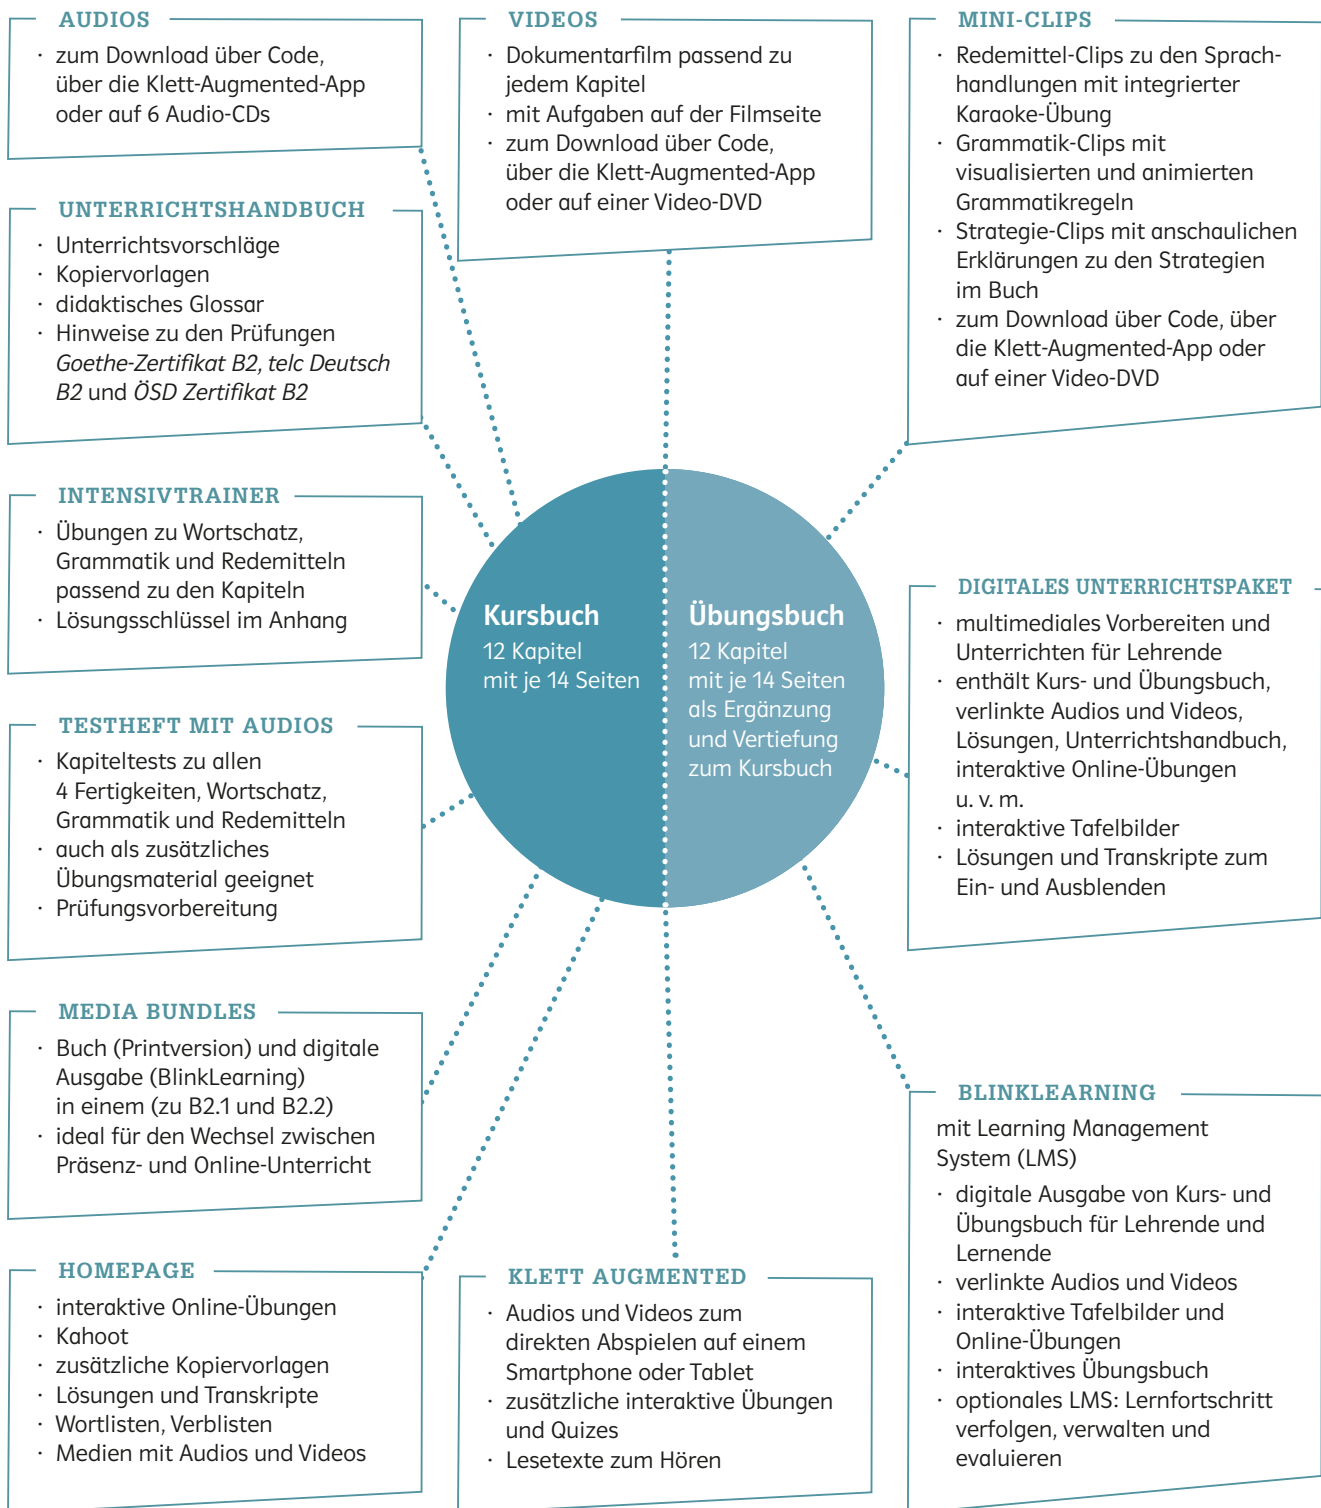 AUDIOS
· zum Download über Code,
über die Klett-Augmented-App
oder auf 6 Audio-CDs
UNTERRICHTSHANDBUCH
· Unterrichtsvorschläge
· Kopiervorlagen
· didaktisches Glossar
· Hinweise zu den Prüfungen
Goethe-Zertifikat B2, telc Deutsch
B2 und ÖSD Zertifikat B2
INTENSIVTRAINER
· Übungen zu Wortschatz,
Grammatik und Redemitteln
passend zu den Kapiteln
· Lösungsschlüssel im Anhang
TESTHEFT MIT AUDIOS
· Kapiteltests zu allen
4 Fertigkeiten, Wortschatz,
Grammatik und Redemitteln
· auch als zusätzliches
Übungsmaterial geeignet
· Prüfungsvorbereitung
MEDIA BUNDLES
· Buch (Printversion) und digitale
Ausgabe (BlinkLearning)
in einem (zu B2.1 und B2.2)
· ideal für den Wechsel zwischen
Präsenz- und Online-Unterricht
HOMEPAGE
· interaktive Online-Übungen
· Kahoot
· zusätzliche Kopiervorlagen
· Lösungen und Transkripte
· Wortlisten, Verblisten
· Medien mit Audios und Videos
VIDEOS
· Dokumentarfilm passend zu
jedem Kapitel
· mit Aufgaben auf der Filmseite
· zum Download über Code,
über die Klett-Augmented-App
oder auf einer Video-DVD
Kursbuch
12 Kapitel
mit je 14 Seiten
Übungsbuch
12 Kapitel
mit je 14 Seiten
als Ergänzung
und Vertiefung
zum Kursbuch
KLETT AUGMENTED
· Audios und Videos zum
direkten Abspielen auf einem
Smartphone oder Tablet
· zusätzliche interaktive Übungen
und Quizes
· Lesetexte zum Hören
MINI-CLIPS
· Redemittel-Clips zu den Sprach-
handlungen mit integrierter
Karaoke-Übung
· Grammatik-Clips mit
visualisierten und animierten
Grammatikregeln
· Strategie-Clips mit anschaulichen
Erklärungen zu den Strategien
im Buch
· zum Download über Code, über
die Klett-Augmented-App oder
auf einer Video-DVD
DIGITALES UNTERRICHTSPAKET
· multimediales Vorbereiten und
Unterrichten für Lehrende
· enthält Kurs- und Übungsbuch,
verlinkte Audios und Videos,
Lösungen, Unterrichtshandbuch,
interaktive Online-Übungen
u. v. m.
· interaktive Tafelbilder
· Lösungen und Transkripte zum
Ein- und Ausblenden
BLINKLEARNING
mit Learning Management
System (LMS)
· digitale Ausgabe von Kurs- und
Übungsbuch für Lehrende und
Lernende
· verlinkte Audios und Videos
· interaktive Tafelbilder und
Online-Übungen
· interaktives Übungsbuch
· optionales LMS: Lernfortschritt
verfolgen, verwalten und
evaluieren